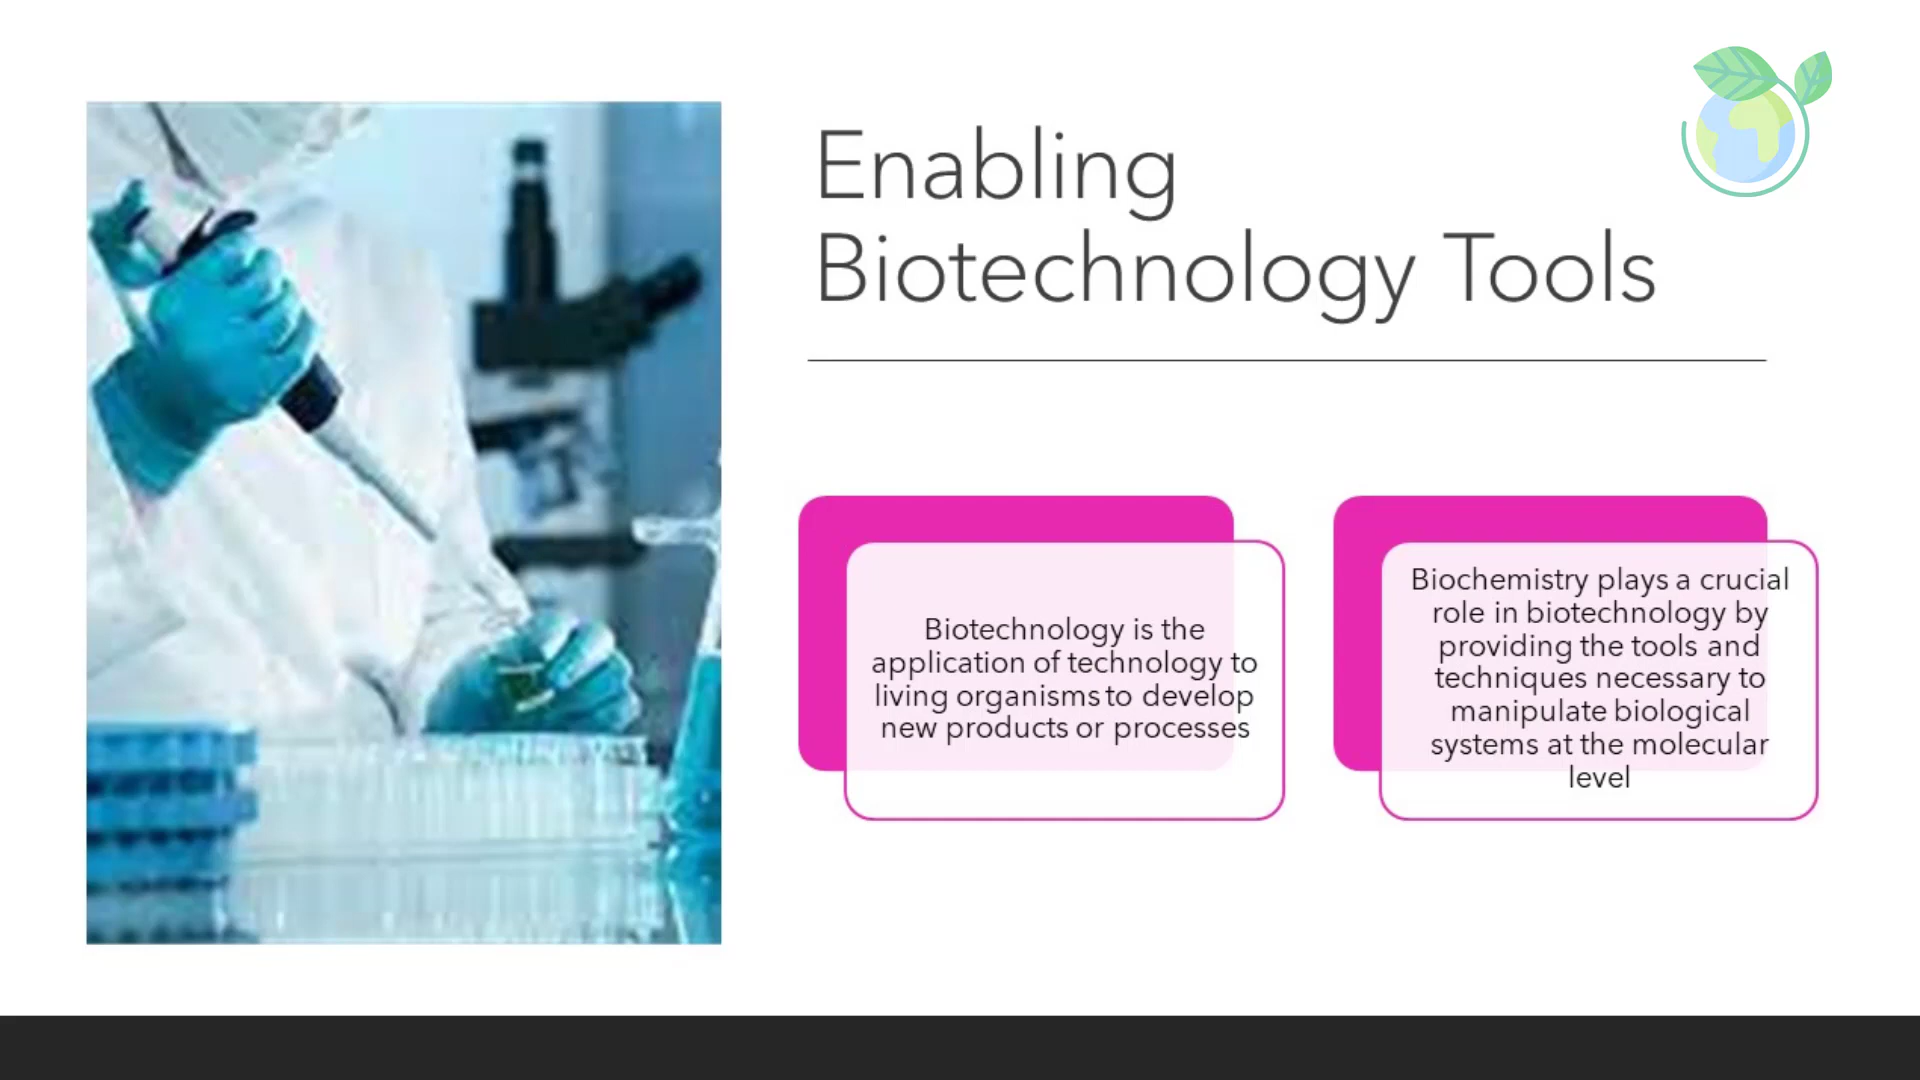 Enabling
Biotechnology Tools
Biotechnology is the
application of technology to
living organisms to develop
new products or processes
Biochemistry plays a crucial
role in biotechnology by
providing the tools and
techniques necessary to
manipulate biological
systems at the molecular
level